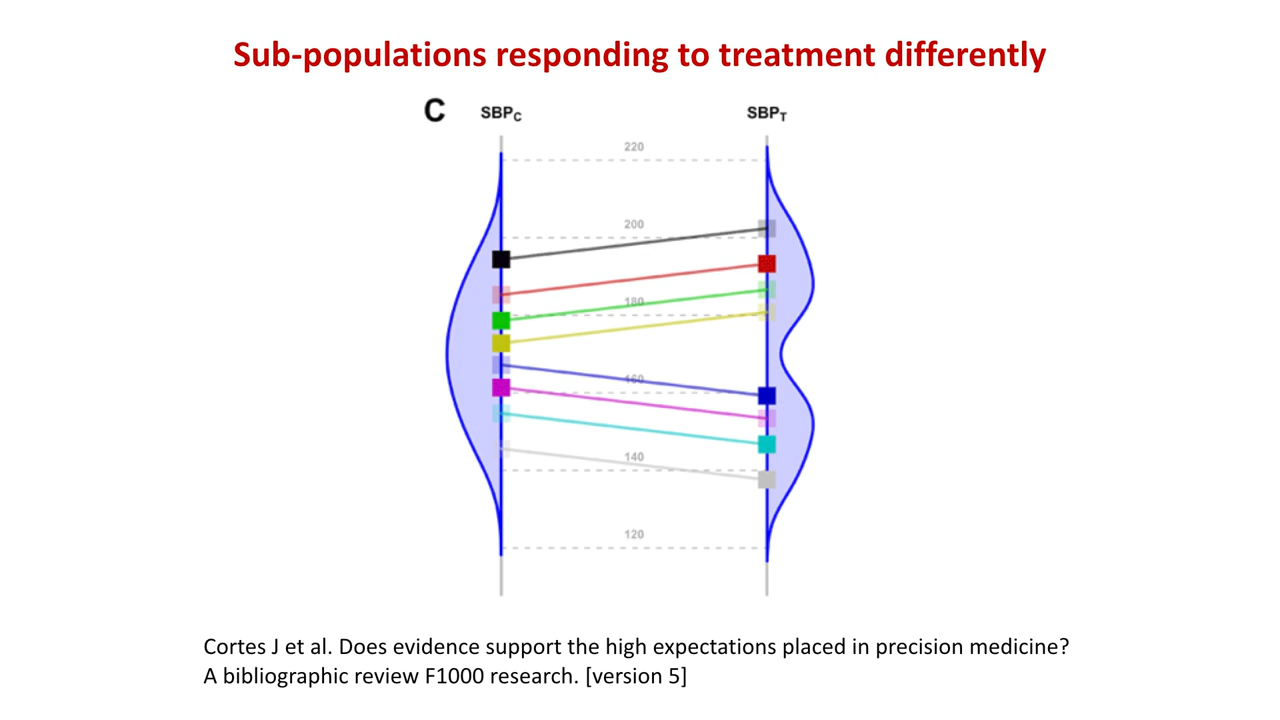 Sub-populations responding to treatment differently
C SBPC SBPT
220
200
180
160
140
120
Cortes J et al. Does evidence support the high expectations placed in precision medicine?
A bibliographic review F1000 research. [version 5]